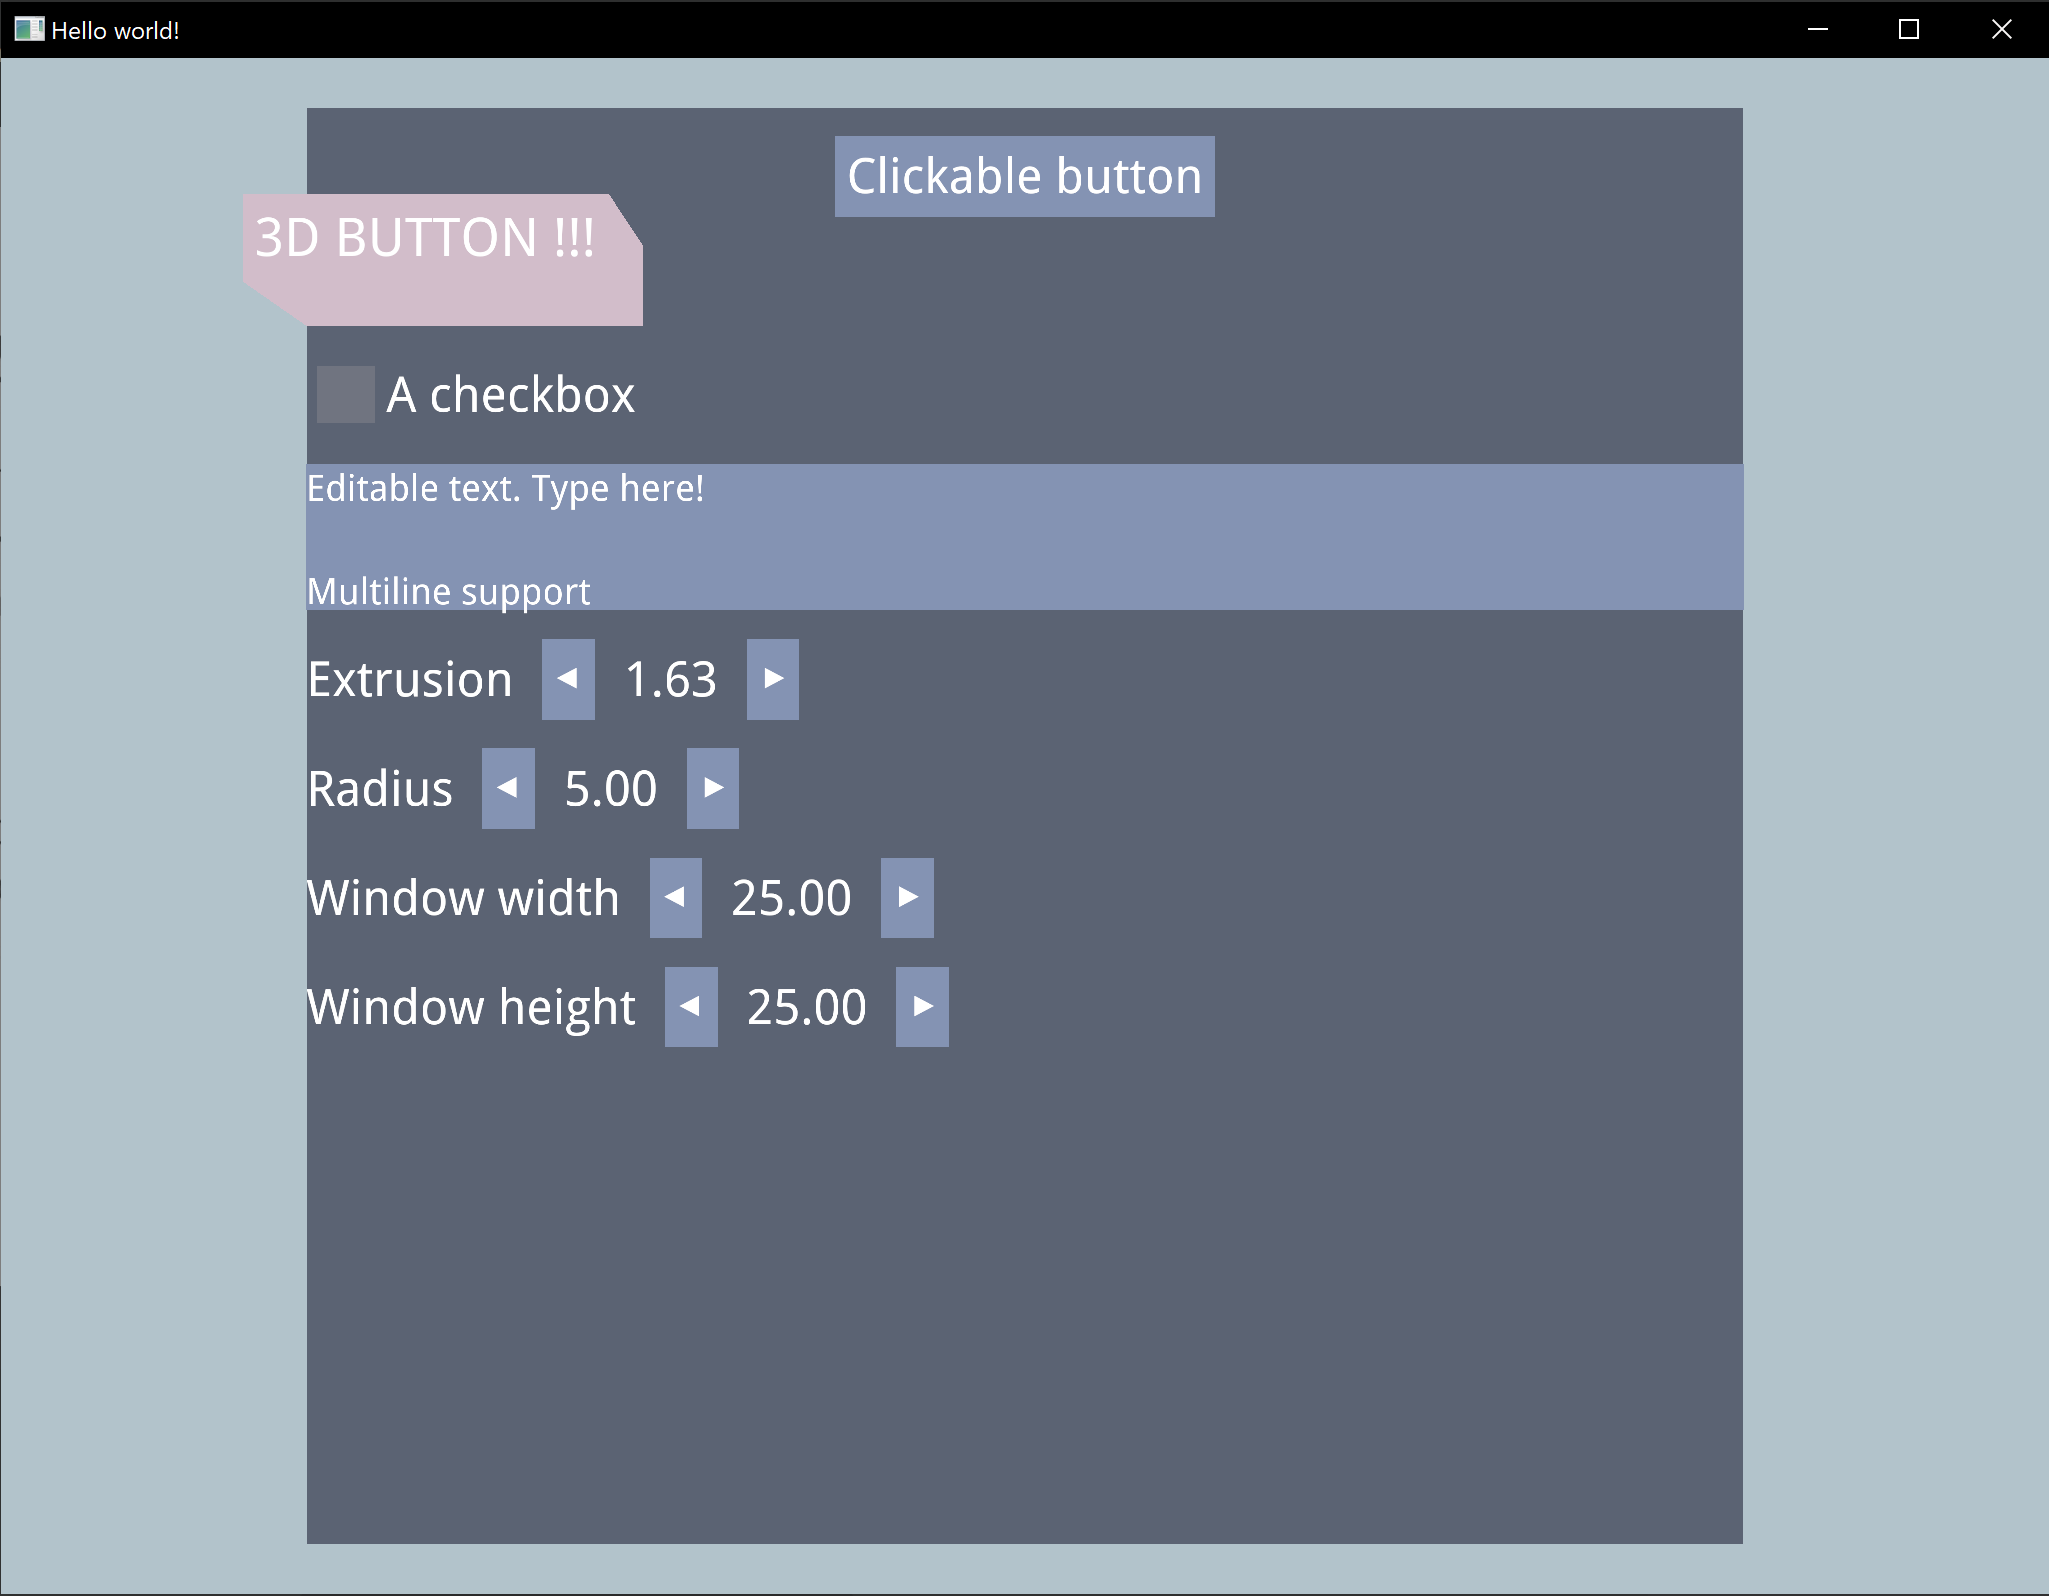 Hello world!
Clickable button
3D BUTTON !!!
A checkbox
Editable text. Type here!
Multiline support
Extrusion ◀ 1.63 ▶
Radius ◀ 5.00 ▶
Window width ◀ 25.00 ▶
Window height ◀ 25.00 ▶